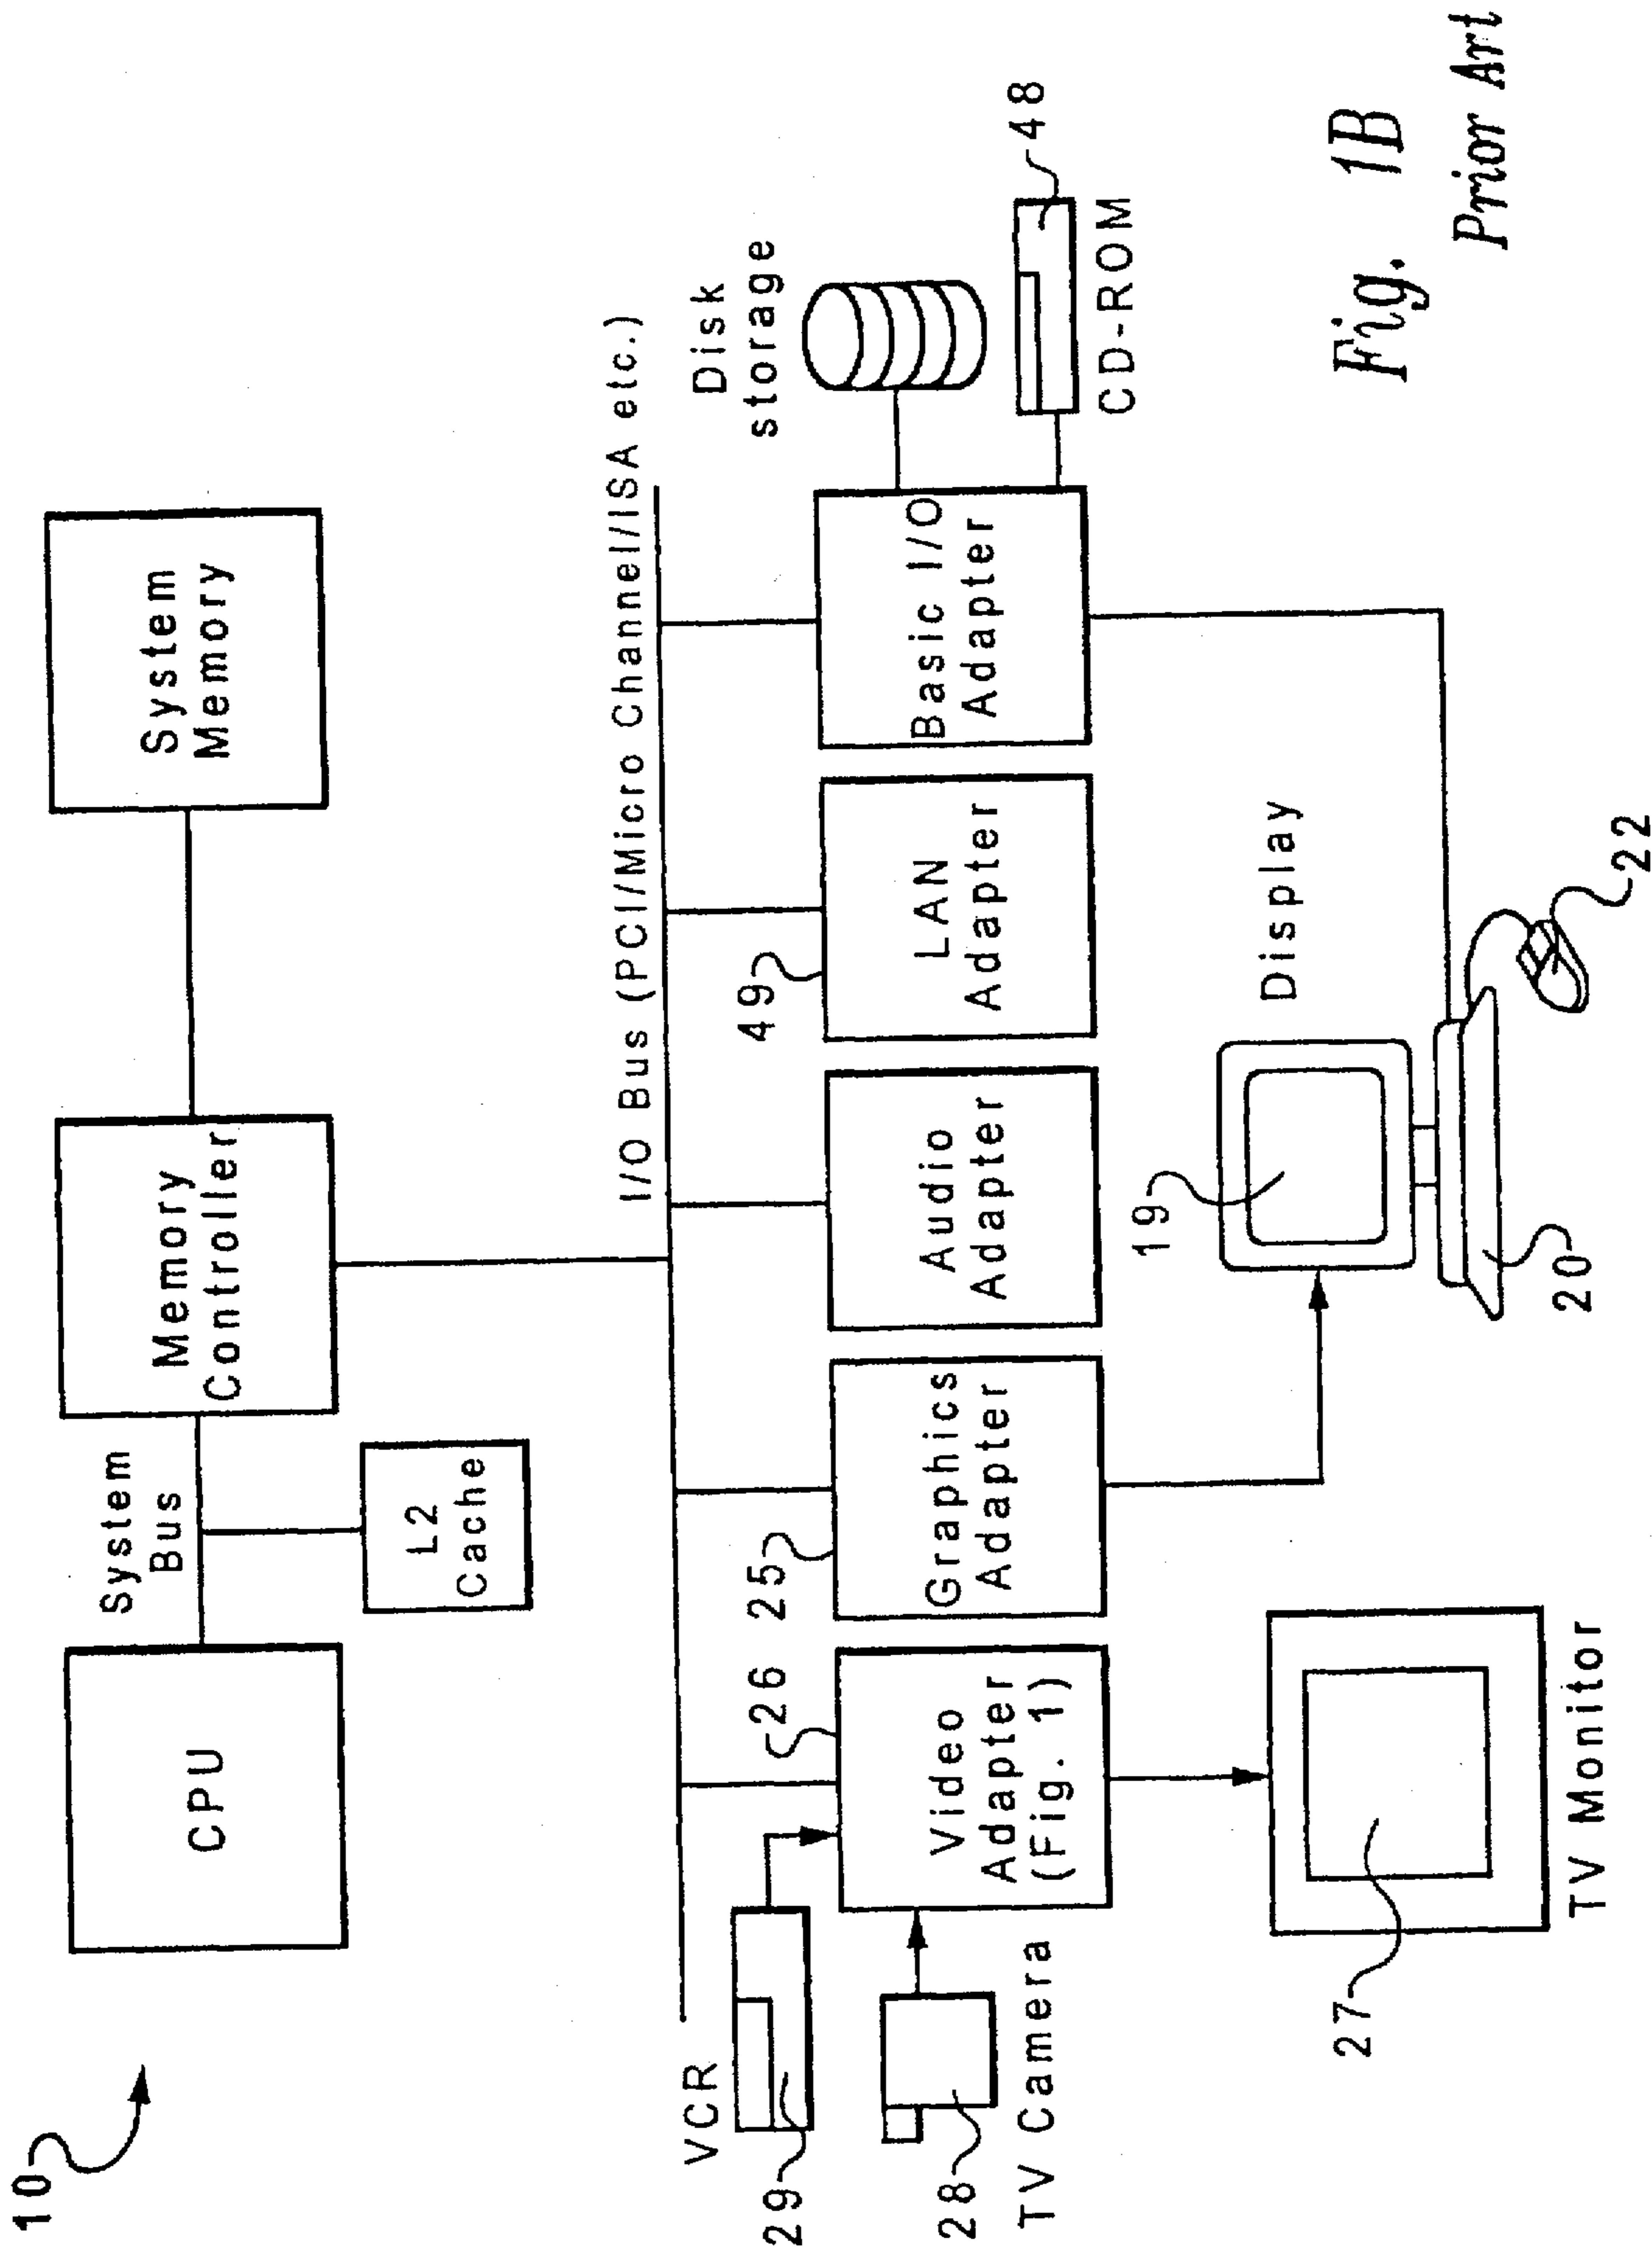 10
CPU
System
Bus
L2
Cache
Memory
Controller
System
Memory
I/O Bus (PCI/Micro Channel/ISA etc.)
VCR
29
28
TV Camera
26
Video
Adapter
(Fig. 1)
25
Graphics
Adapter
Audio
Adapter
49
LAN
Adapter
Basic I/O
Adapter
Disk
storage
48
CD-ROM
27
TV Monitor
19
Display
20
22
Fig. 1B
Prior Art